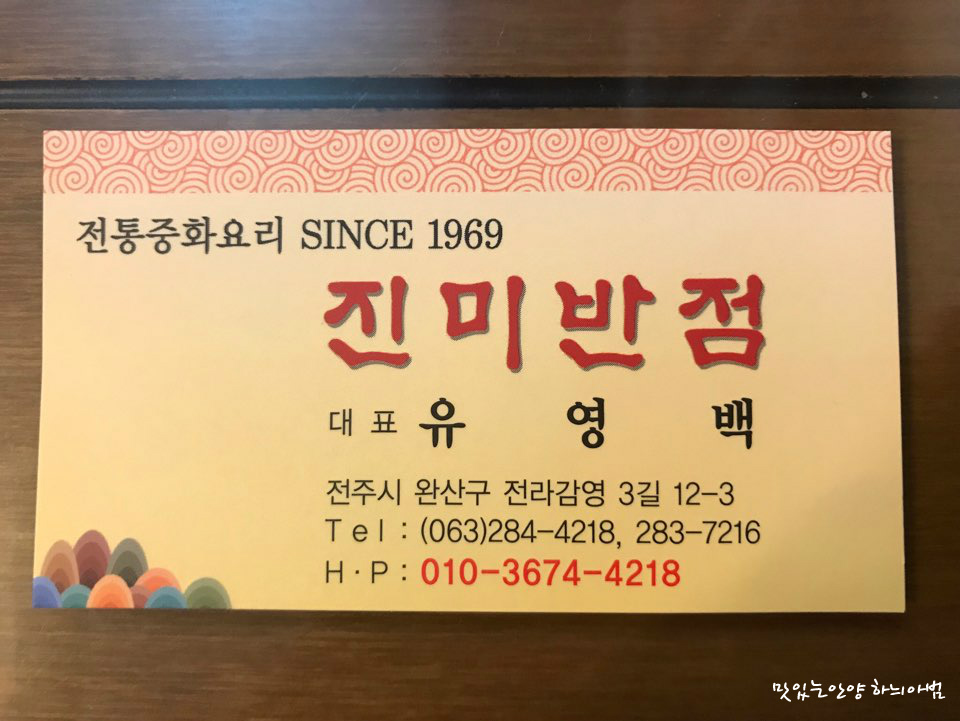 전통중화요리 SINCE 1969
진미반점
대 표 유 영 백
전주시 완산구 전라감영 3길 12-3
Tel : (063)284-4218, 283-7216
H·P : 010-3674-4218
맛있는안양 하늬아범